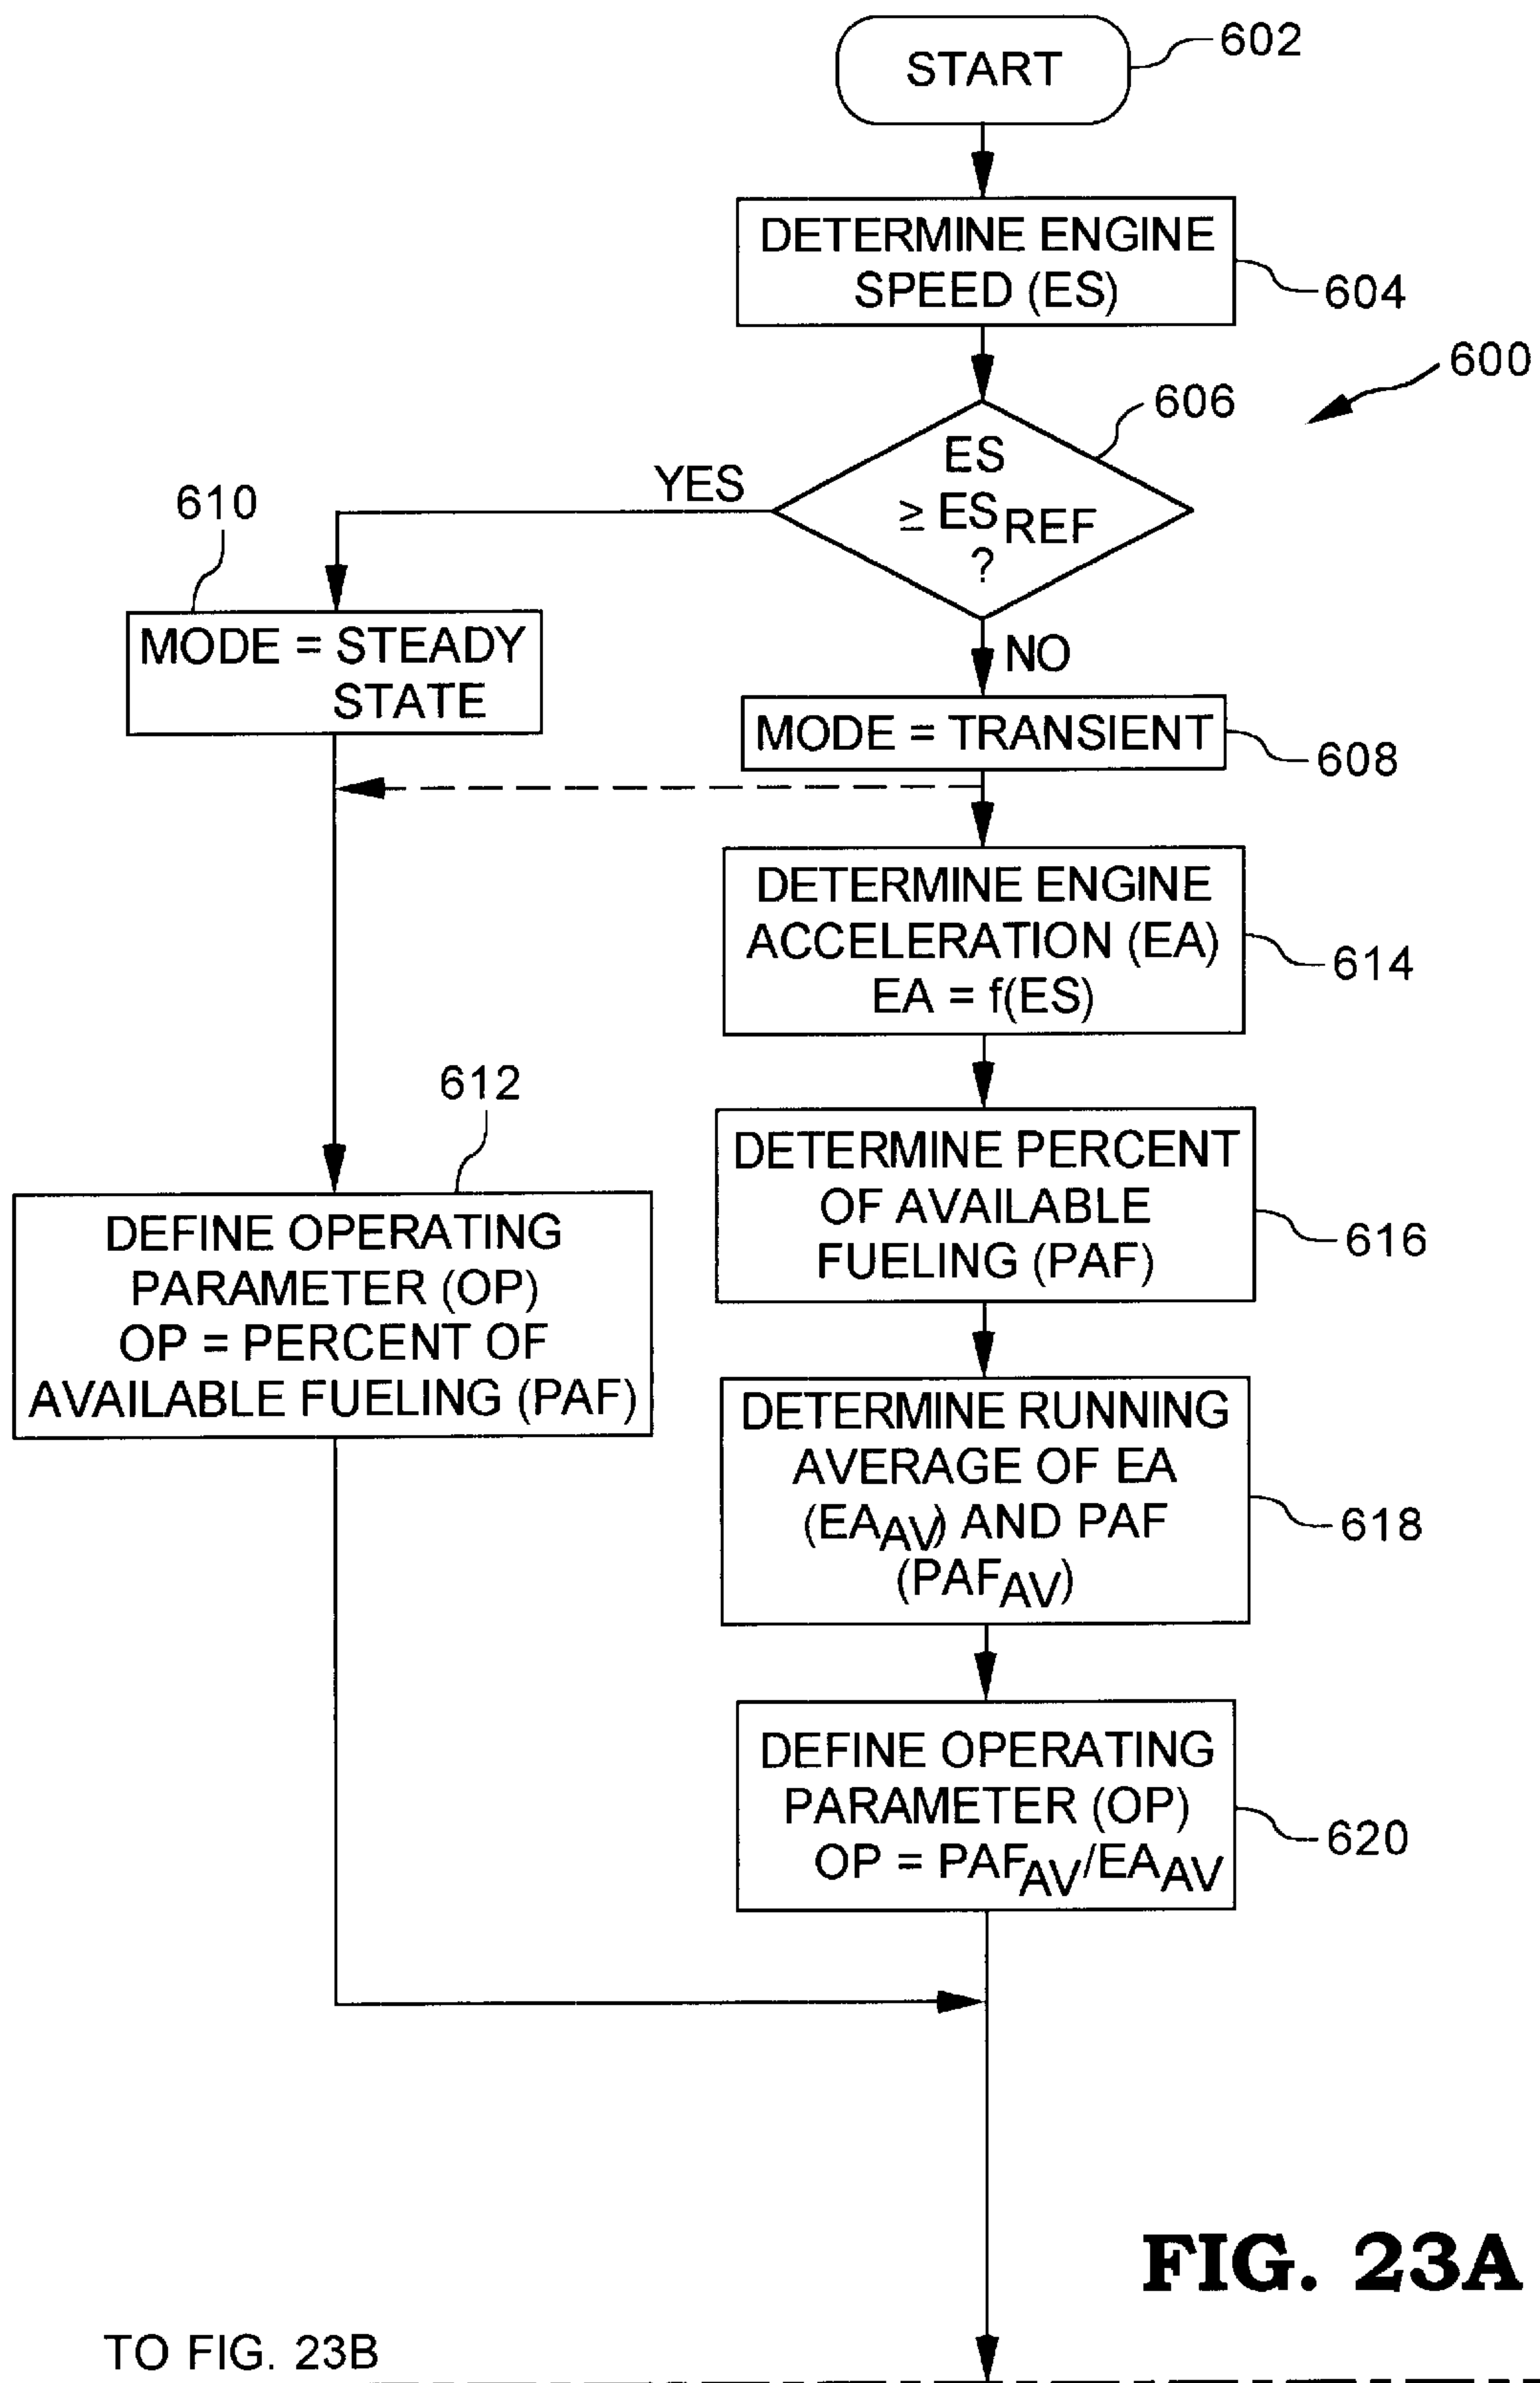 START
602
DETERMINE ENGINE
SPEED (ES)
604
600
606
ES
≥ ES REF
?
YES
610
NO
MODE = STEADY
STATE
MODE = TRANSIENT
608
DETERMINE ENGINE
ACCELERATION (EA)
EA = f(ES)
614
612
DETERMINE PERCENT
OF AVAILABLE
FUELING (PAF)
616
DEFINE OPERATING
PARAMETER (OP)
OP = PERCENT OF
AVAILABLE FUELING (PAF)
DETERMINE RUNNING
AVERAGE OF EA
(EAAV) AND PAF
(PAFAV)
618
DEFINE OPERATING
PARAMETER (OP)
OP = PAFAV/EAAV
620
FIG. 23A
TO FIG. 23B